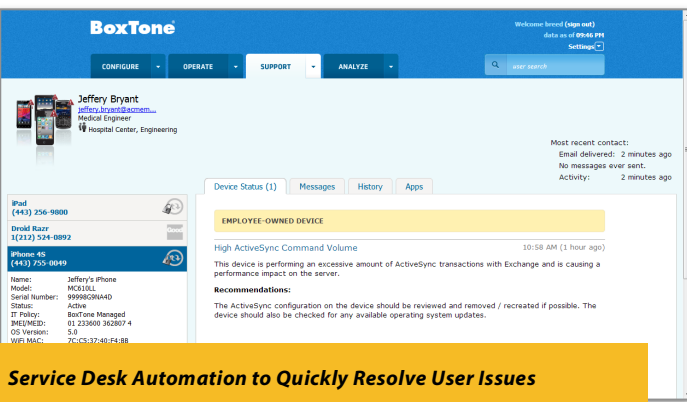 BoxTone
Welcome breed (sign out)
data as of 09:46 PM
Settings
CONFIGURE
OPERATE
SUPPORT
ANALYZE
user search
Jeffery Bryant
jeffery.bryant@acmem...
Medical Engineer
Hospital Center, Engineering
Most recent contact:
Email delivered: 2 minutes ago
No messages ever sent.
Activity: 2 minutes ago
Device Status (1)
Messages
History
Apps
iPad
(443) 256-9800
Droid Razr
1(212) 524-0892
Good
iPhone 4S
(443) 755-0049
Name: Jeffery's iPhone
Model: MC610LL
Serial Number: 99998G9NA4D
Status: Active
IT Policy: BoxTone Managed
IMEI/MEID: 01 233600 362807 4
OS Version: 5.0
WiFi MAC: 7C:C5:37:40:F4:BB
EMPLOYEE-OWNED DEVICE
High ActiveSync Command Volume
10:58 AM (1 hour ago)
This device is performing an excessive amount of ActiveSync transactions with Exchange and is causing a
performance impact on the server.
Recommendations:
The ActiveSync configuration on the device should be reviewed and removed / recreated if possible. The
device should also be checked for any available operating system updates.
Service Desk Automation to Quickly Resolve User Issues